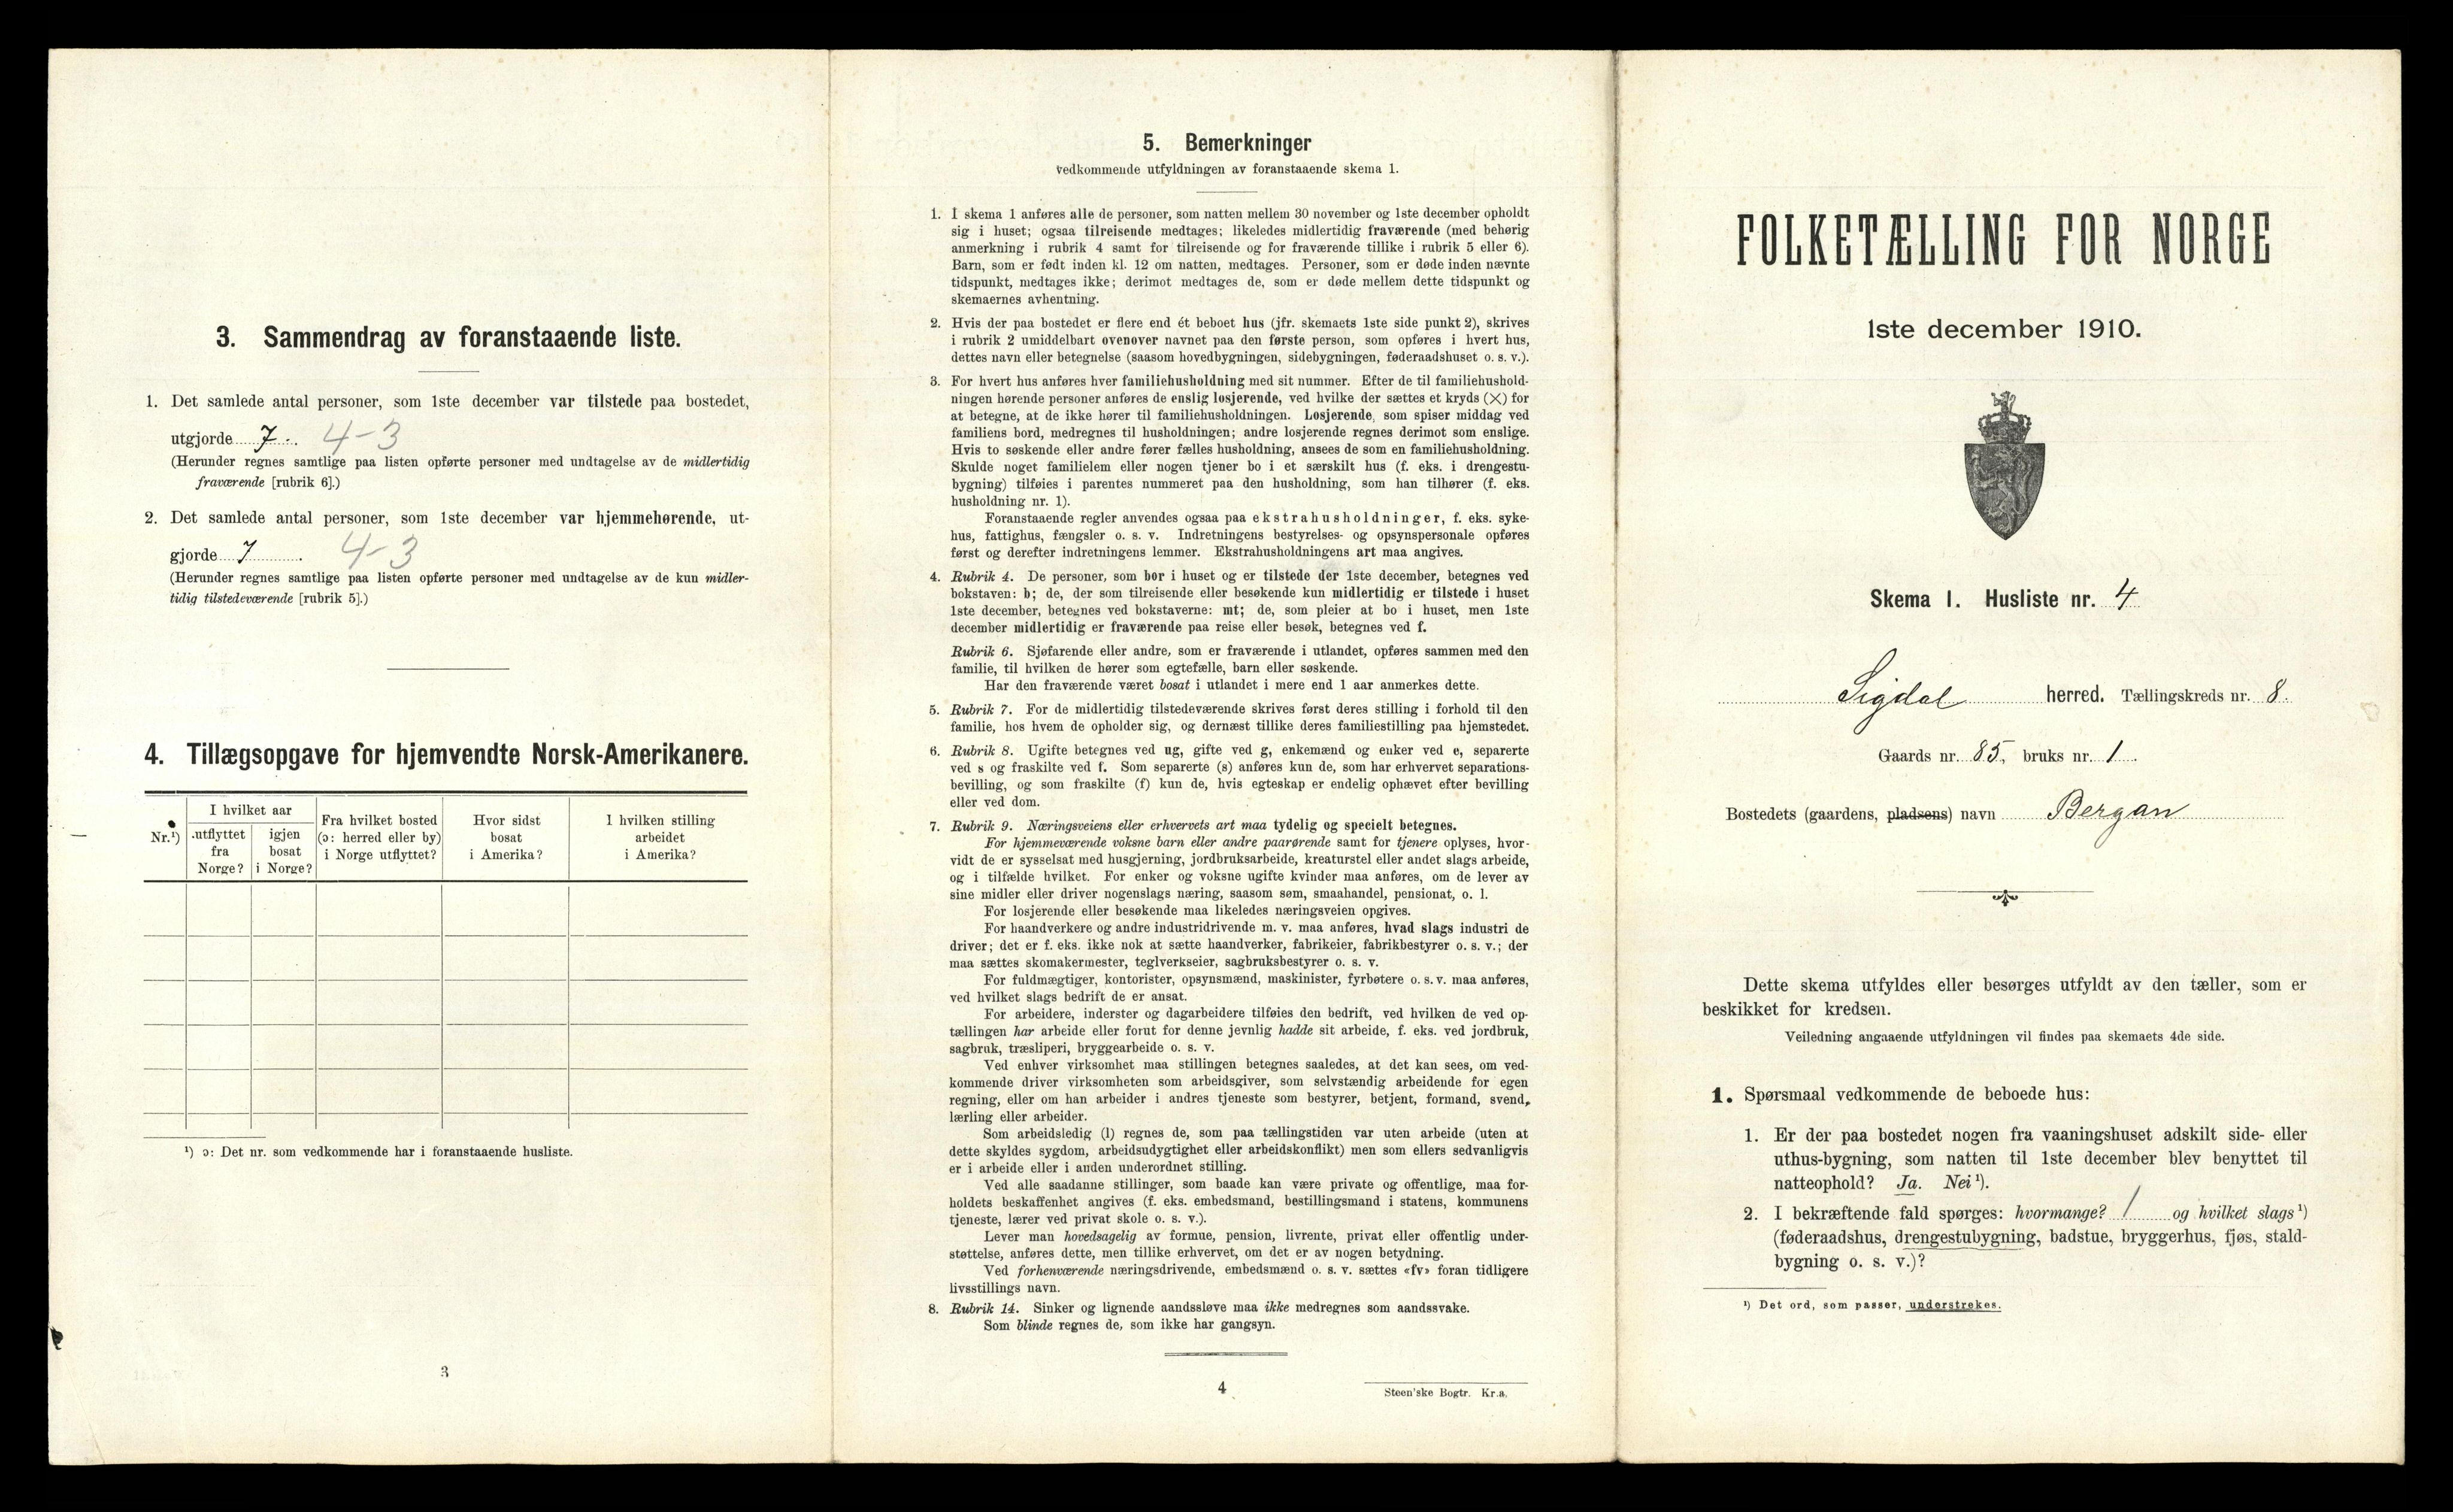 3. Sammendrag av foranstaaende liste.
1. Det samlede antal personer, som 1ste december var tilstede paa bostedet,
utgjorde 7. 4-3
(Herunder regnes samtlige paa listen opførte personer med undtagelse av de midlertidig
fraværende [rubrik 6].)
2. Det samlede antal personer, som 1ste december var hjemmehørende, ut-
gjorde 7. 4-3
(Herunder regnes samtlige paa listen opførte personer med undtagelse av de kun midler-
tidig tilstedeværende [rubrik 5].)
4. Tillægsopgave for hjemvendte Norsk-Amerikanere.
Nr.¹)
I hvilket aar
utflyttet
fra
Norge?
igjen
bosat
i Norge?
Fra hvilket bosted
(ɔ: herred eller by)
i Norge utflyttet?
Hvor sidst
bosat
i Amerika?
I hvilken stilling
arbeidet
i Amerika?
¹) ɔ: Det nr. som vedkommende har i foranstaaende husliste.
3
5. Bemerkninger
vedkommende utfyldningen av foranstaaende skema 1.
1. I skema 1 anføres alle de personer, som natten mellem 30 november og 1ste december opholdt
sig i huset; ogsaa tilreisende medtages; likeledes midlertidig fraværende (med behørig
anmerkning i rubrik 4 samt for tilreisende og for fraværende tillike i rubrik 5 eller 6).
Barn, som er født inden kl. 12 om natten, medtages. Personer, som er døde inden nævnte
tidspunkt, medtages ikke; derimot medtages de, som er døde mellem dette tidspunkt og
skemaernes avhentning.
2. Hvis der paa bostedet er flere end ét beboet hus (jfr. skemaets 1ste side punkt 2), skrives
i rubrik 2 umiddelbart ovenover navnet paa den første person, som opføres i hvert hus,
dettes navn eller betegnelse (saasom hovedbygningen, sidebygningen, føderaadshuset o. s. v.).
3. For hvert hus anføres hver familiehusholdning med sit nummer. Efter de til familiehushold-
ningen hørende personer anføres de enslig losjerende, ved hvilke der sættes et kryds (×) for
at betegne, at de ikke hører til familiehusholdningen. Losjerende, som spiser middag ved
familiens bord, medregnes til husholdningen; andre losjerende regnes derimot som enslige.
Hvis to søskende eller andre fører fælles husholdning, ansees de som en familiehusholdning.
Skulde noget familielem eller nogen tjener bo i et særskilt hus (f. eks. i drengestu-
bygning) tilføies i parentes nummeret paa den husholdning, som han tilhører (f. eks.
husholdning nr. 1).
Foranstaaende regler anvendes ogsaa paa ekstrahusholdninger, f. eks. syke-
hus, fattighus, fængsler o. s. v. Indretningens bestyrelses- og opsynspersonale opføres
først og derefter indretningens lemmer. Ekstrahusholdningens art maa angives.
4. Rubrik 4. De personer, som bor i huset og er tilstede der 1ste december, betegnes ved
bokstaven: b; de, der som tilreisende eller besøkende kun midlertidig er tilstede i huset
1ste december, betegnes ved bokstaverne: mt; de, som pleier at bo i huset, men 1ste
december midlertidig er fraværende paa reise eller besøk, betegnes ved f.
Rubrik 6. Sjøfarende eller andre, som er fraværende i utlandet, opføres sammen med den
familie, til hvilken de hører som egtefælle, barn eller søskende.
Har den fraværende været bosat i utlandet i mere end 1 aar anmerkes dette.
5. Rubrik 7. For de midlertidig tilstedeværende skrives først deres stilling i forhold til den
familie, hos hvem de opholder sig, og dernæst tillike deres familiestilling paa hjemstedet.
6. Rubrik 8. Ugifte betegnes ved ug, gifte ved g, enkemænd og enker ved e, separerte
ved s og fraskilte ved f. Som separerte (s) anføres kun de, som har erhvervet separations-
bevilling, og som fraskilte (f) kun de, hvis egteskap er endelig ophævet efter bevilling
eller ved dom.
7. Rubrik 9. Næringsveiens eller erhvervets art maa tydelig og specielt betegnes.
For hjemmeværende voksne barn eller andre paarørende samt for tjenere oplyses, hvor-
vidt de er sysselsat med husgjerning, jordbruksarbeide, kreaturstel eller andet slags arbeide,
og i tilfælde hvilket. For enker og voksne ugifte kvinder maa anføres, om de lever av
sine midler eller driver nogenslags næring, saasom søm, smaahandel, pensionat, o. l.
For losjerende eller besøkende maa likeledes næringsveien opgives.
For haandverkere og andre industridrivende m. v. maa anføres, hvad slags industri de
driver; det er f. eks. ikke nok at sætte haandverker, fabrikeier, fabrikbestyrer o. s. v.; der
maa sættes skomakermester, teglverkseier, sagbruksbestyrer o. s. v.
For fuldmægtiger, kontorister, opsynsmænd, maskinister, fyrbøtere o. s. v. maa anføres,
ved hvilket slags bedrift de er ansat.
For arbeidere, inderster og dagarbeidere tilføies den bedrift, ved hvilken de ved op-
tællingen har arbeide eller forut for denne jevnlig hadde sit arbeide, f. eks. ved jordbruk,
sagbruk, træsliperi, bryggearbeide o. s. v.
Ved enhver virksomhet maa stillingen betegnes saaledes, at det kan sees, om ved-
kommende driver virksomheten som arbeidsgiver, som selvstændig arbeidende for egen
regning, eller om han arbeider i andres tjeneste som bestyrer, betjent, formand, svend,
lærling eller arbeider.
Som arbeidsledig (l) regnes de, som paa tællingstiden var uten arbeide (uten at
dette skyldes sygdom, arbeidsudygtighet eller arbeidskonflikt) men som ellers sedvanligvis
er i arbeide eller i anden underordnet stilling.
Ved alle saadanne stillinger, som baade kan være private og offentlige, maa for-
holdets beskaffenhet angives (f. eks. embedsmand, bestillingsmand i statens, kommunens
tjeneste, lærer ved privat skole o. s. v.).
Lever man hovedsagelig av formue, pension, livrente, privat eller offentlig under-
støttelse, anføres dette, men tillike erhvervet, om det er av nogen betydning.
Ved forhenværende næringsdrivende, embedsmænd o. s. v. sættes «fv» foran tidligere
livsstillings navn.
8. Rubrik 14. Sinker og lignende aandssløve maa ikke medregnes som aandssvake.
Som blinde regnes de, som ikke har gangsyn.
4
Steen'ske Bogtr. Kr.a.
FOLKETÆLLING FOR NORGE
1ste december 1910.
Skema 1. Husliste nr. 4
Sigdal herred. Tællingskreds nr. 8.
Gaards nr. 85, bruks nr. 1.
Bostedets (gaardens, pladsens) navn Bergan
Dette skema utfyldes eller besørges utfyldt av den tæller, som er
beskikket for kredsen.
Veiledning angaaende utfyldningen vil findes paa skemaets 4de side.
1. Spørsmaal vedkommende de beboede hus:
1. Er der paa bostedet nogen fra vaaningshuset adskilt side- eller
uthus-bygning, som natten til 1ste december blev benyttet til
natteophold? Ja. Nei¹).
2. I bekræftende fald spørges: hvormange? 1 og hvilket slags¹)
(føderaadshus, drengestubygning, badstue, bryggerhus, fjøs, stald-
bygning o. s. v.)?
¹) Det ord, som passer, understrekes.